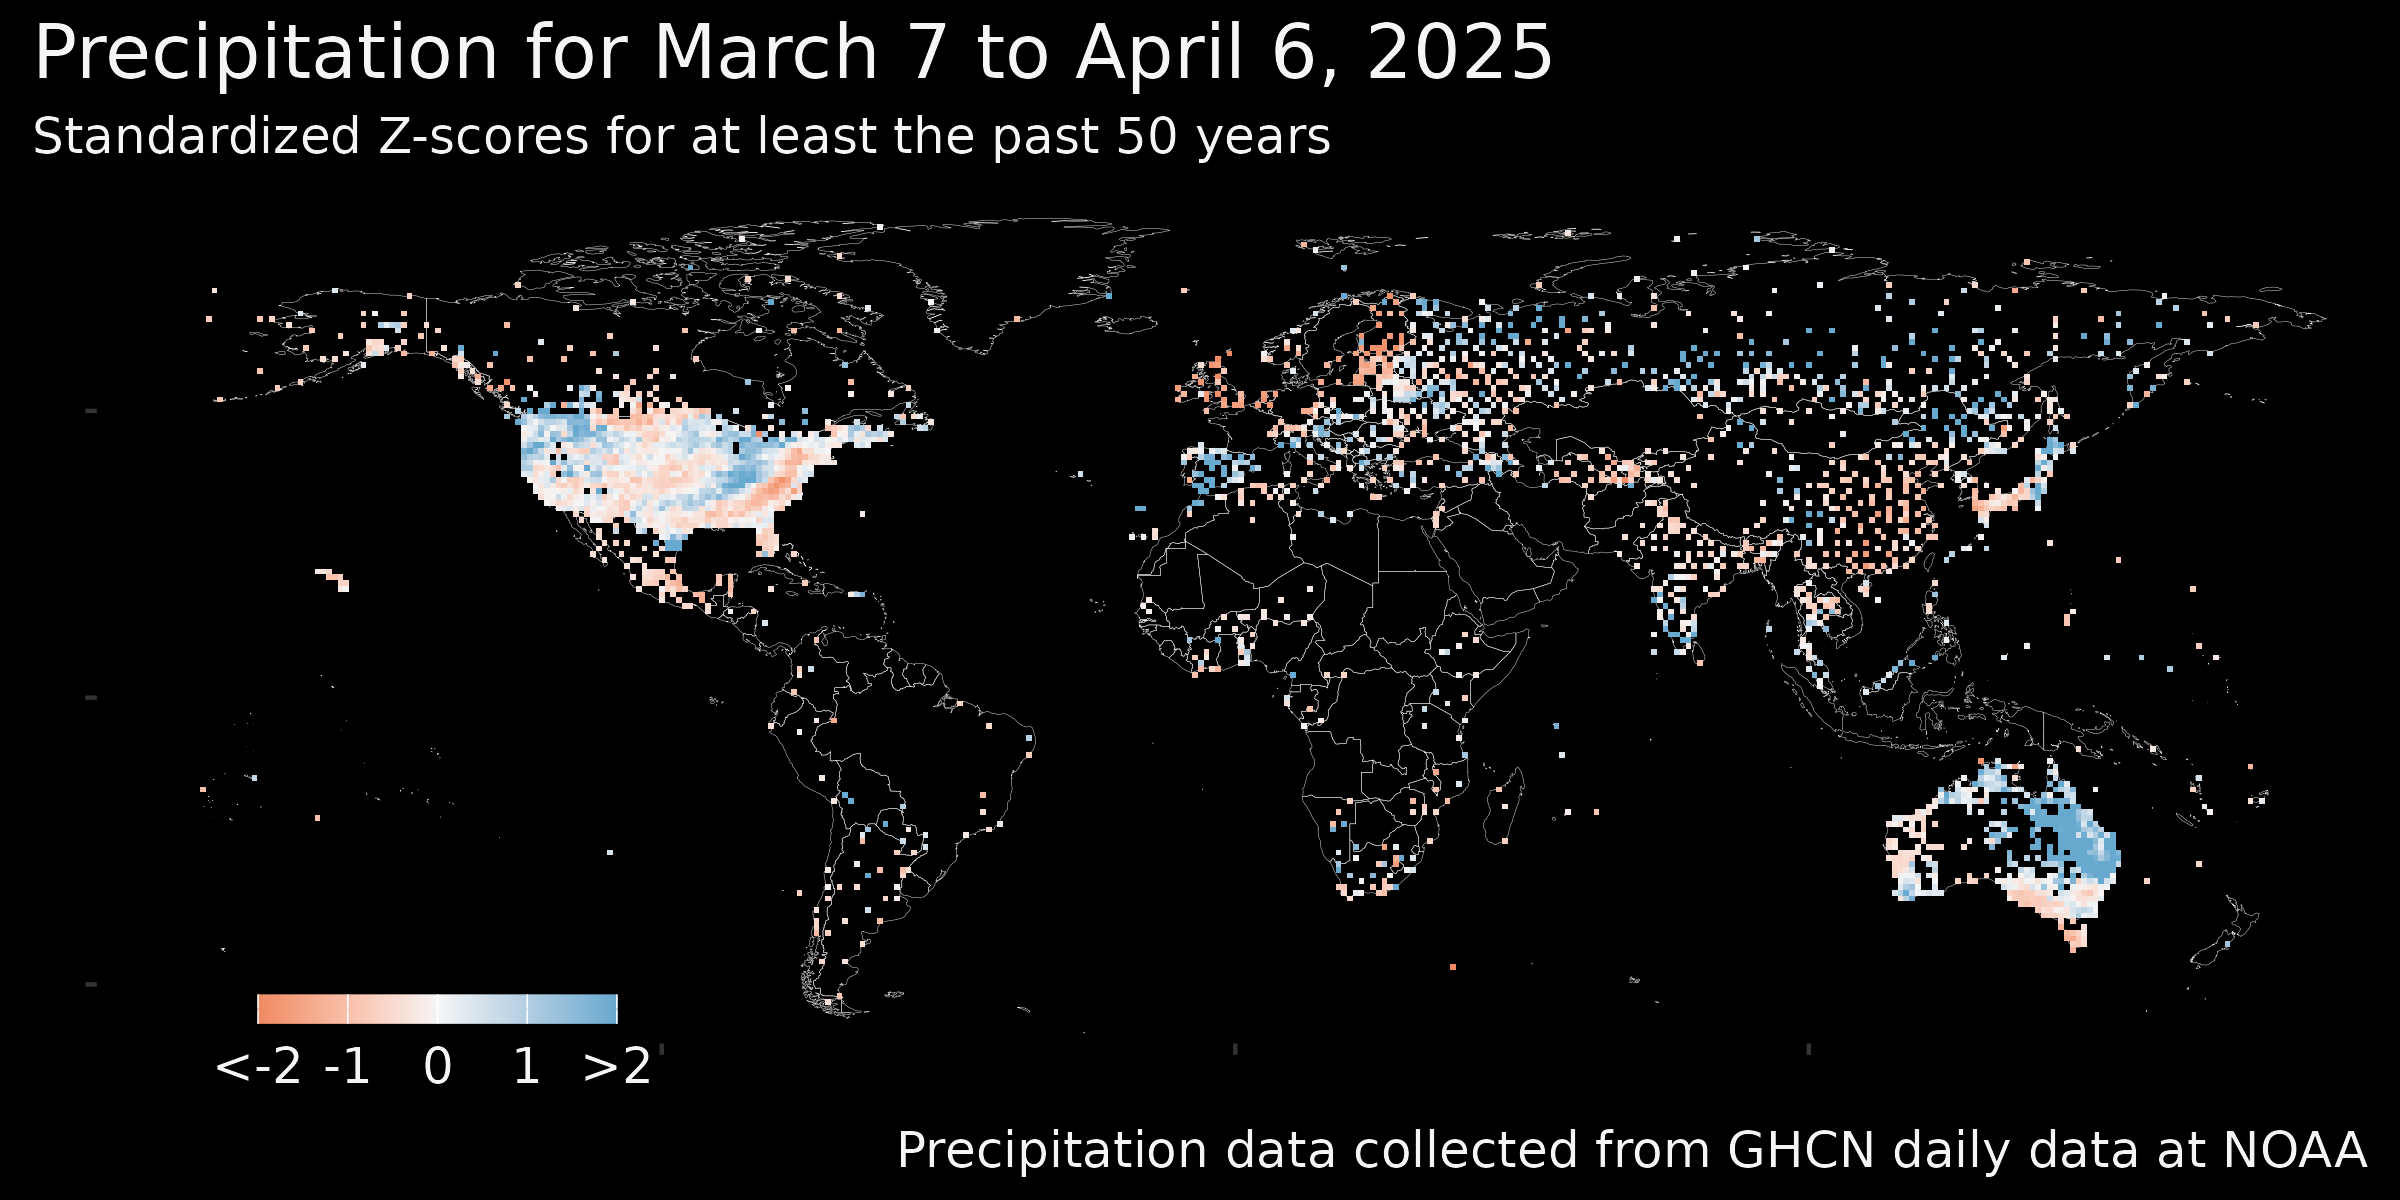 Precipitation for March 7 to April 6, 2025
Standardized Z-scores for at least the past 50 years
<-2 -1 0 1 >2
Precipitation data collected from GHCN daily data at NOAA